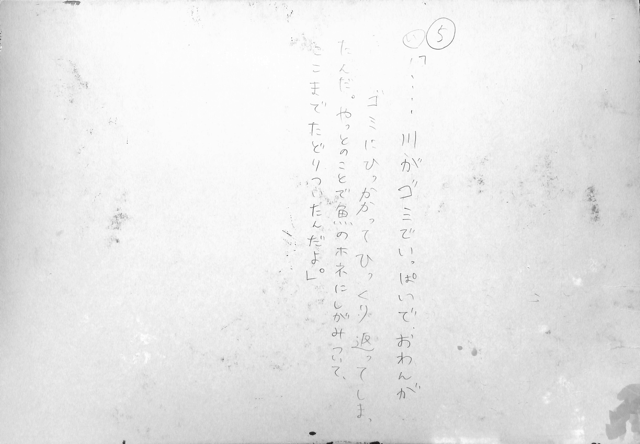 ⑤
「‥‥川がゴミでいっぱいで、おわんが
ゴミにひっかかってひっくり返ってしまっ
たんだ。やっとのことで魚のホネにしがみついて、
ここまでたどりついたんだよ。」